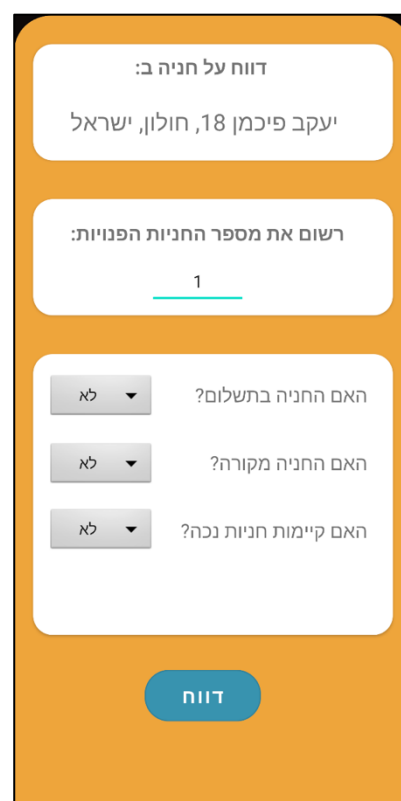 דווח על חניה ב:
יעקב פיכמן 18, חולון, ישראל
רשום את מספר החניות הפנויות:
1
האם החניה בתשלום? לא
האם החניה מקורה? לא
האם קיימות חניות נכה? לא
דווח